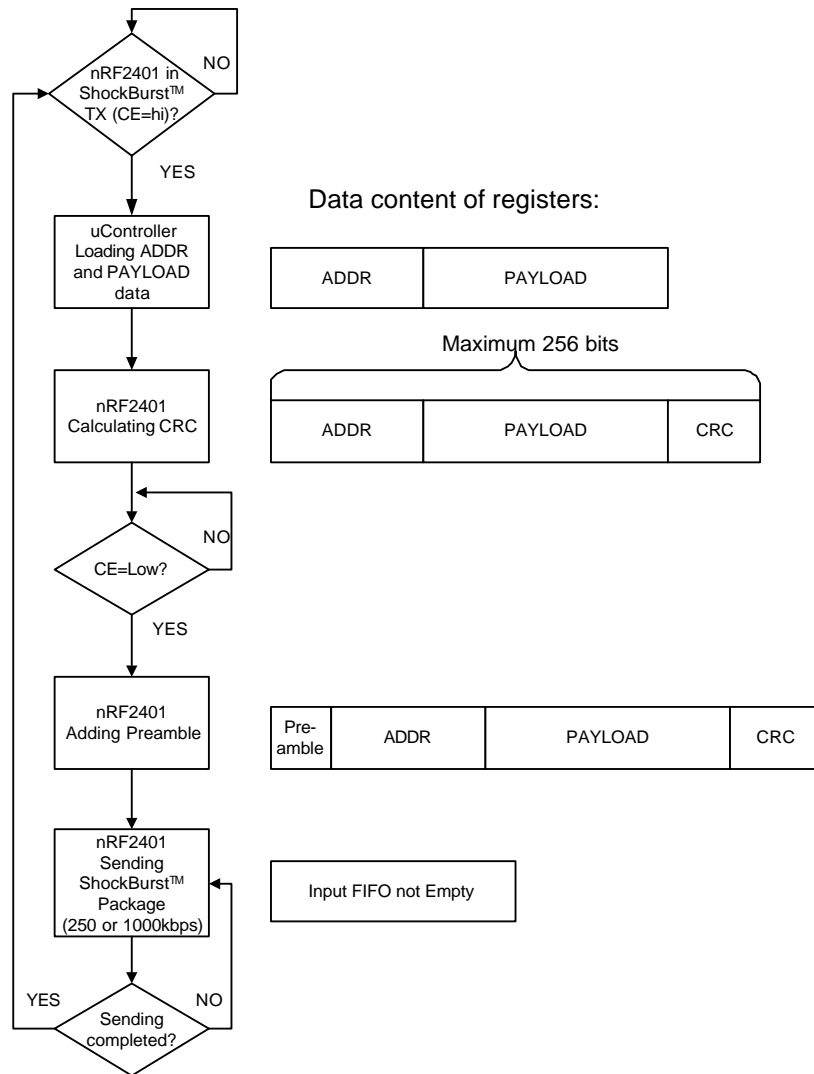 nRF2401 in
ShockBurst™
TX (CE=hi)?
NO
YES
Data content of registers:
uController
Loading ADDR
and PAYLOAD
data
ADDR
PAYLOAD
Maximum 256 bits
nRF2401
Calculating CRC
ADDR
PAYLOAD
CRC
NO
CE=Low?
YES
nRF2401
Adding Preamble
Pre-
amble
ADDR
PAYLOAD
CRC
nRF2401
Sending
ShockBurst™
Package
(250 or 1000kbps)
Input FIFO not Empty
YES
NO
Sending
completed?